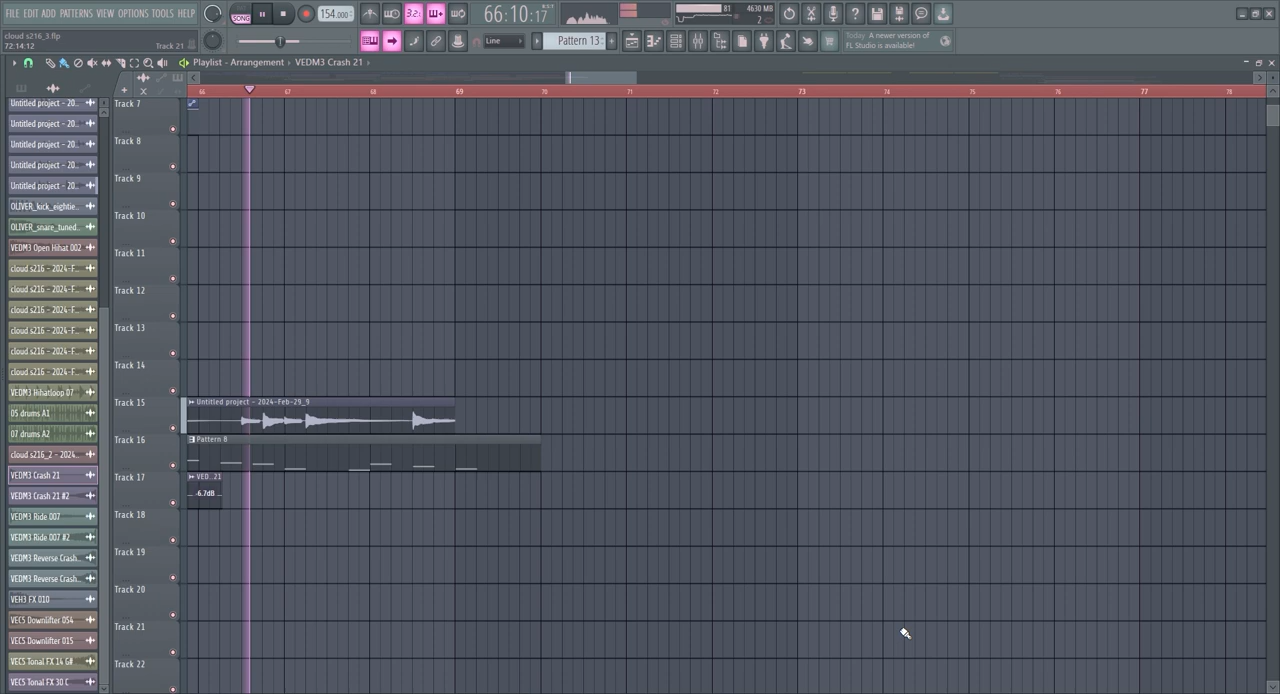 FILE EDIT ADD PATTERNS VIEW OPTIONS TOOLS HELP
SONG
154.000
3.2.
66:10:17
B:S:T
81
4630 MB
2
cloud s216_3.flp
72:14:12
Track 21
Line
Pattern 13
Today A newer version of
FL Studio is available!
Playlist - Arrangement › VEDM3 Crash 21 ›
66 67 68 69 70 71 72 73 74 75 76 77 78
Untitled project - 20...
Untitled project - 20...
Untitled project - 20...
Untitled project - 20...
Untitled project - 20...
OLIVER_kick_eightie...
OLIVER_snare_tuned...
VEDM3 Open Hihat 002
cloud s216 - 2024-F...
cloud s216 - 2024-F...
cloud s216 - 2024-F...
cloud s216 - 2024-F...
cloud s216 - 2024-F...
cloud s216 - 2024-F...
VEDM3 Hihatloop 07
05 drums A1
07 drums A2
cloud s216_2 - 2024...
VEDM3 Crash 21
VEDM3 Crash 21 #2
VEDM3 Ride 007
VEDM3 Ride 007 #2
VEDM3 Reverse Crash...
VEDM3 Reverse Crash...
VEH3 FX 010
VEC5 Downlifter 054
VEC5 Downlifter 015
VEC5 Tonal FX 14 G#
VEC5 Tonal FX 30 C
Track 7
Track 8
Track 9
Track 10
Track 11
Track 12
Track 13
Track 14
Track 15
Untitled project - 2024-Feb-29_9
Track 16
Pattern 8
Track 17
VED..21
-6.7dB
Track 18
Track 19
Track 20
Track 21
Track 22